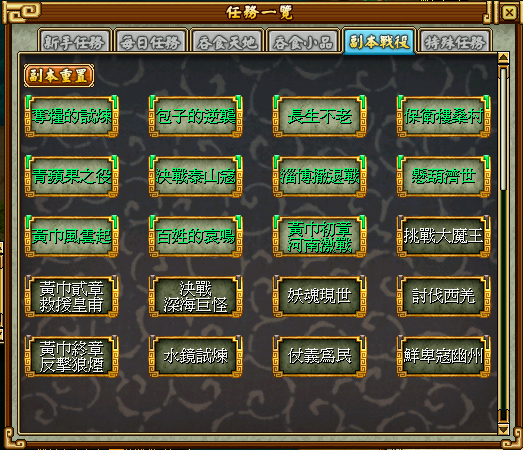 任務一覽
新手任務 每日任務 吞食天地 吞食小品 副本戰役 特殊任務
副本重置
奪糧的試煉 包子的逆襲 長生不老 保衛樓桑村
青蘋果之役 決戰泰山寇 淄博撤退戰 懸葫濟世
黃巾風雲起 百姓的哀鳴 黃巾初章 挑戰大魔王
河南激戰
黃巾貳章 決戰 妖魂現世 討伐西羌
救援皇甫 深海巨怪
黃巾終章 水鏡試煉 仗義為民 鮮卑寇幽州
反擊狼煙